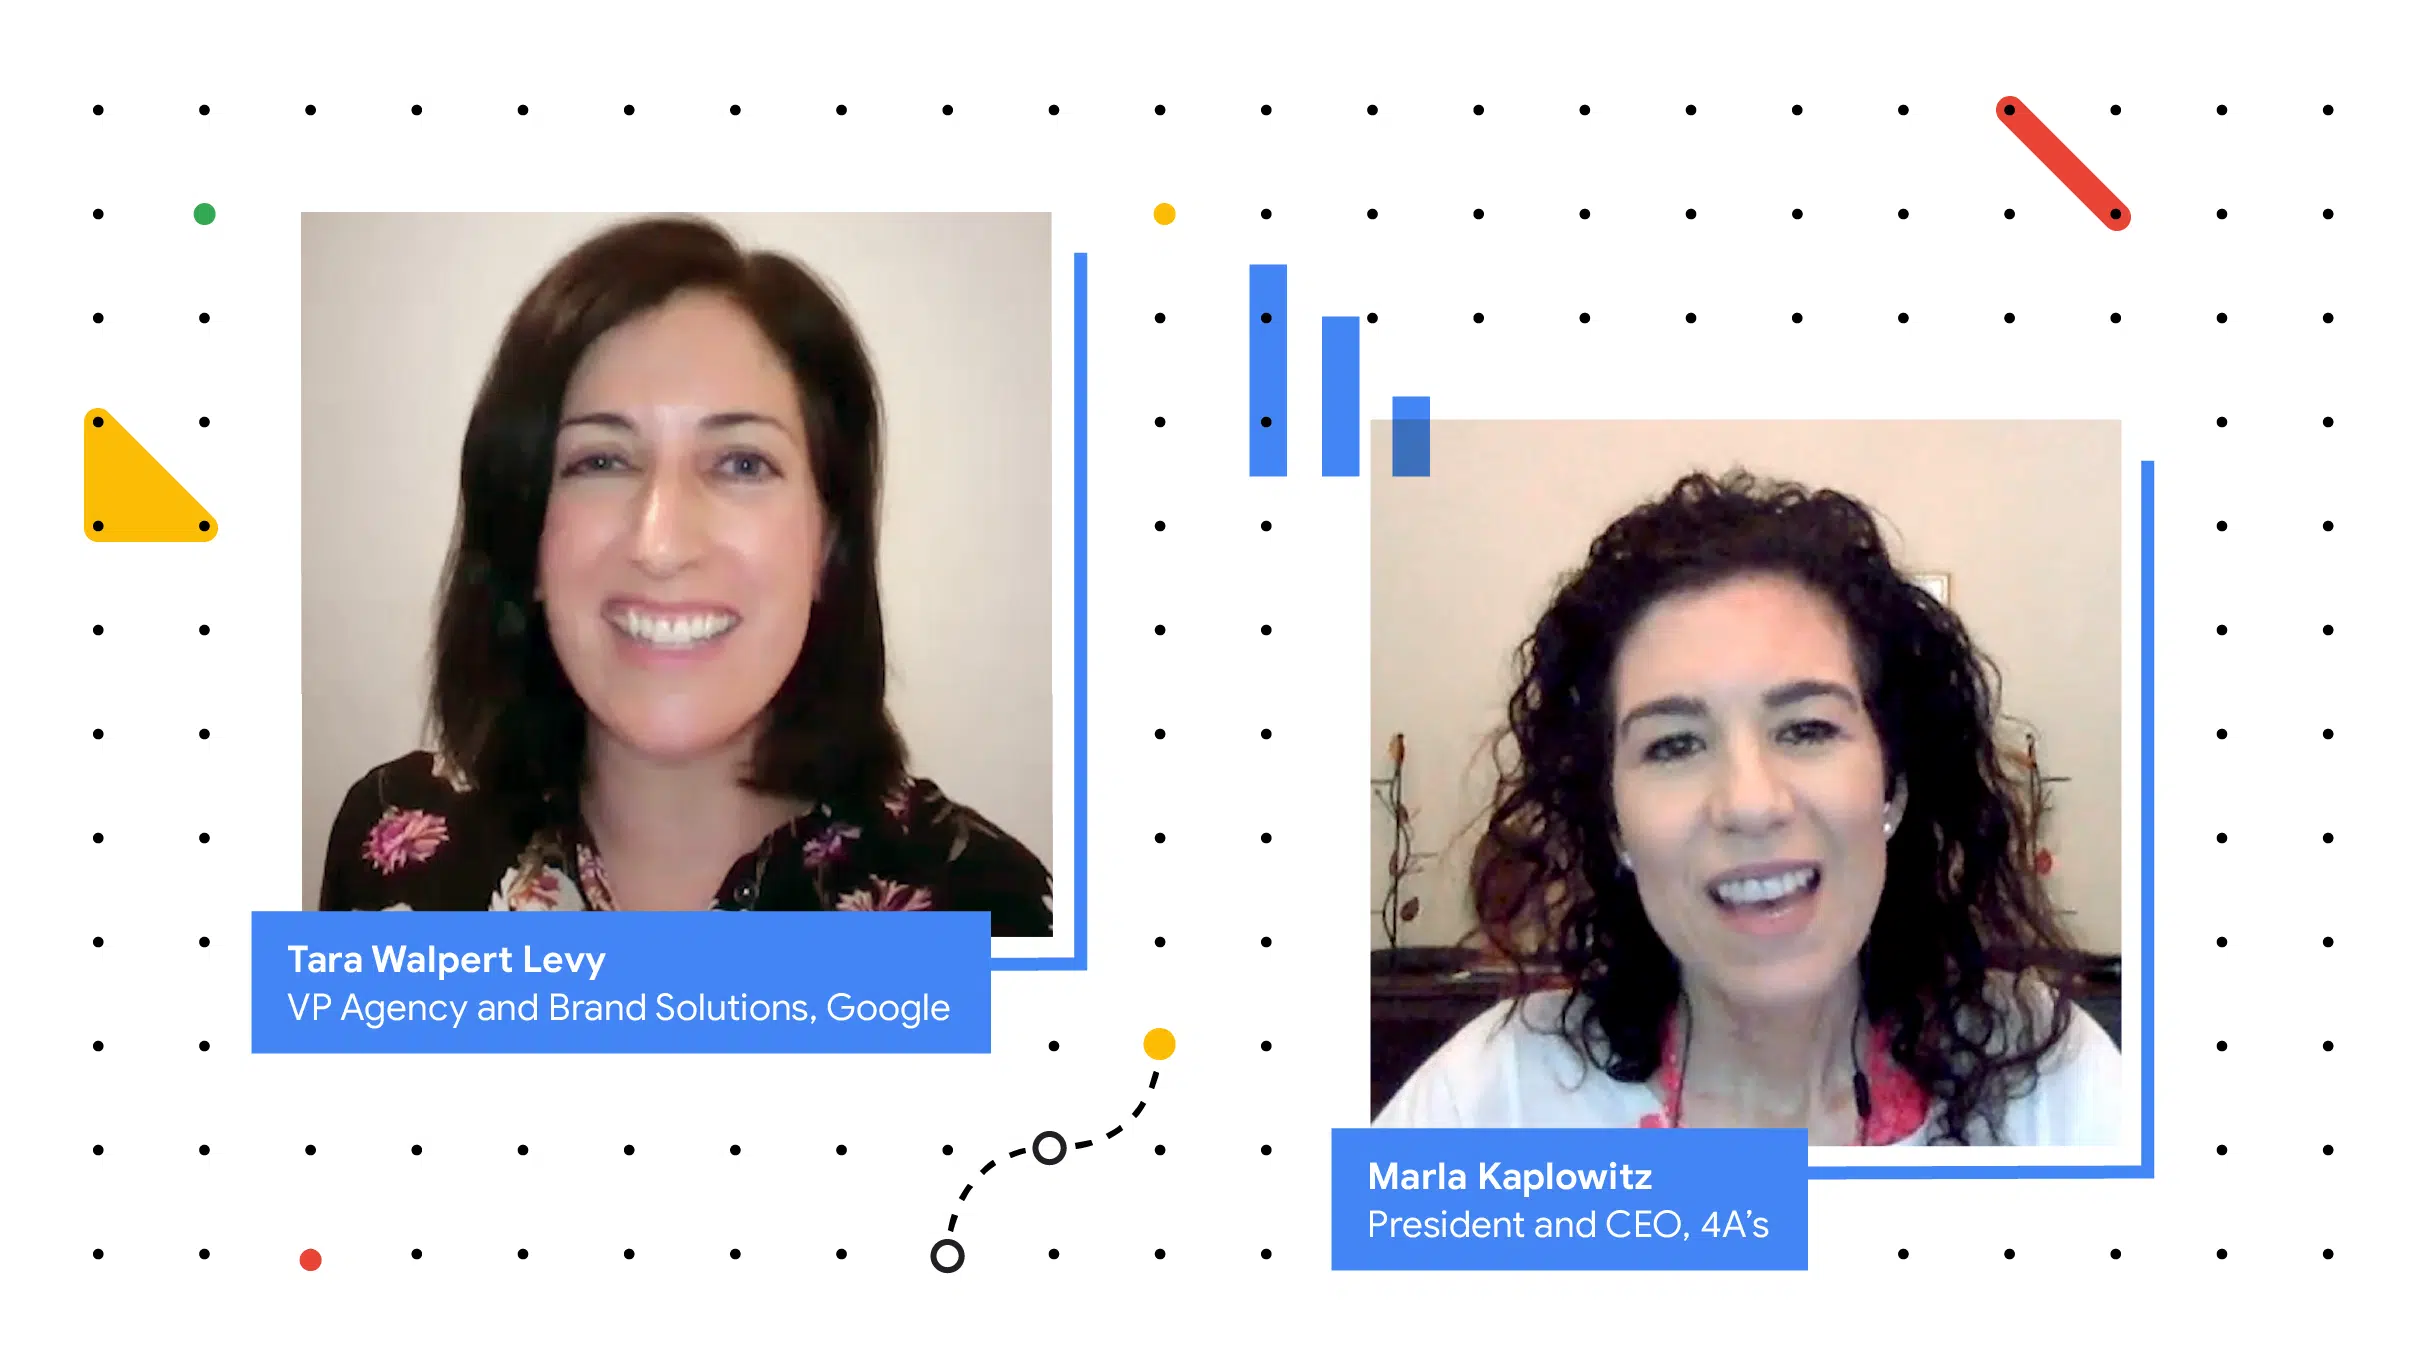 Tara Walpert Levy
VP Agency and Brand Solutions, Google
Marla Kaplowitz
President and CEO, 4A’s